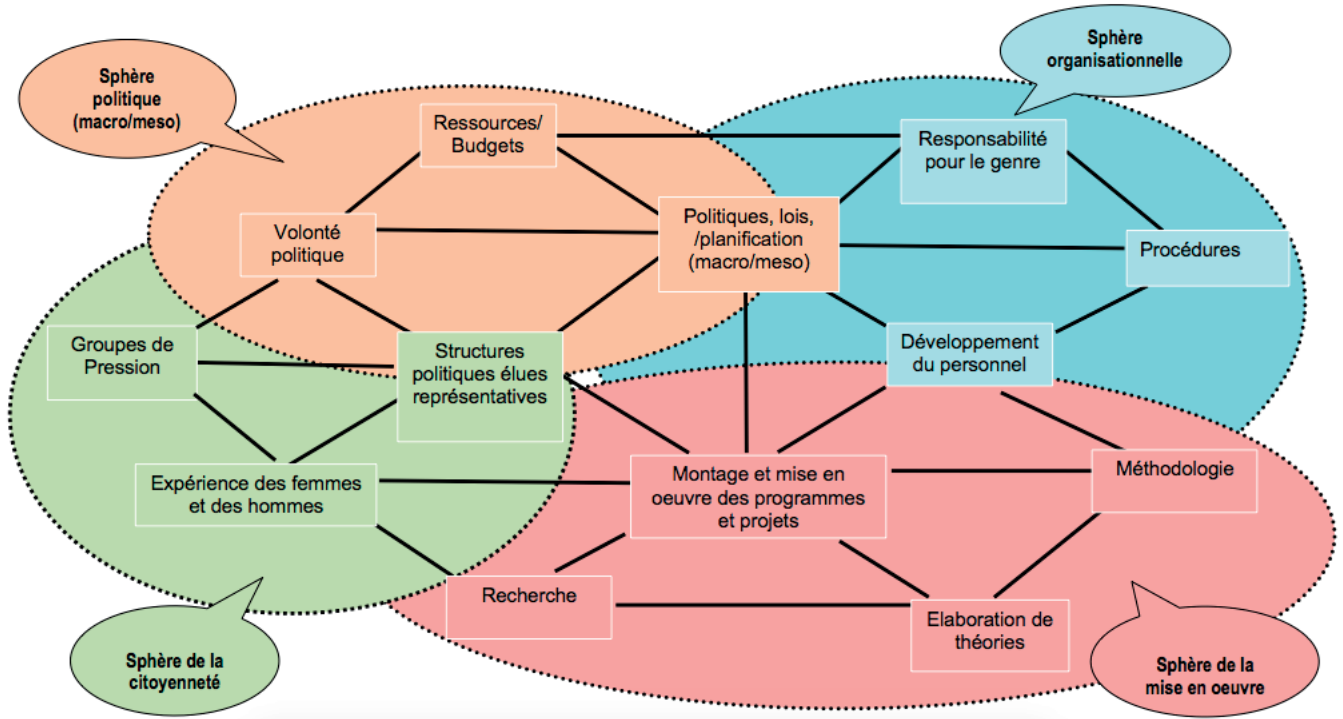 Sphère
politique
(macro/meso)
Sphère
organisationnelle
Ressources/
Budgets
Responsabilité
pour le genre
Volonté
politique
Politiques, lois,
/planification
(macro/meso)
Procédures
Groupes de
Pression
Structures
politiques élues
représentatives
Développement
du personnel
Expérience des femmes
et des hommes
Montage et mise en
oeuvre des programmes
et projets
Méthodologie
Recherche
Elaboration de
théories
Sphère de la
citoyenneté
Sphère de la
mise en oeuvre